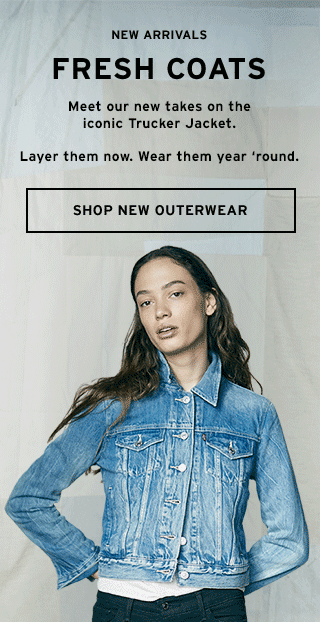 NEW ARRIVALS
FRESH COATS
Meet our new takes on the
iconic Trucker Jacket.
Layer them now. Wear them year ‘round.
SHOP NEW OUTERWEAR